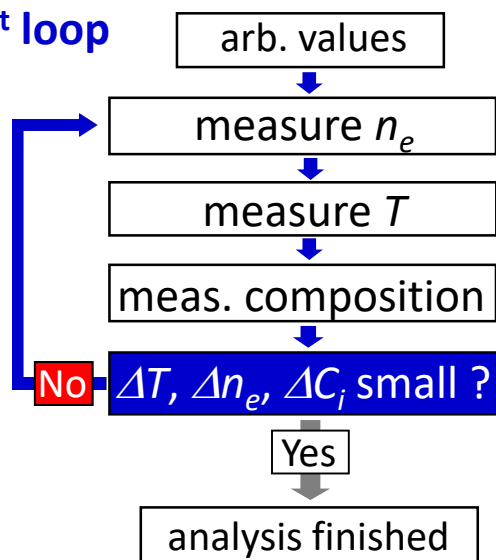 t loop
arb. values
measure nₑ
measure T
meas. composition
No
ΔT, Δnₑ, ΔCᵢ small ?
Yes
analysis finished